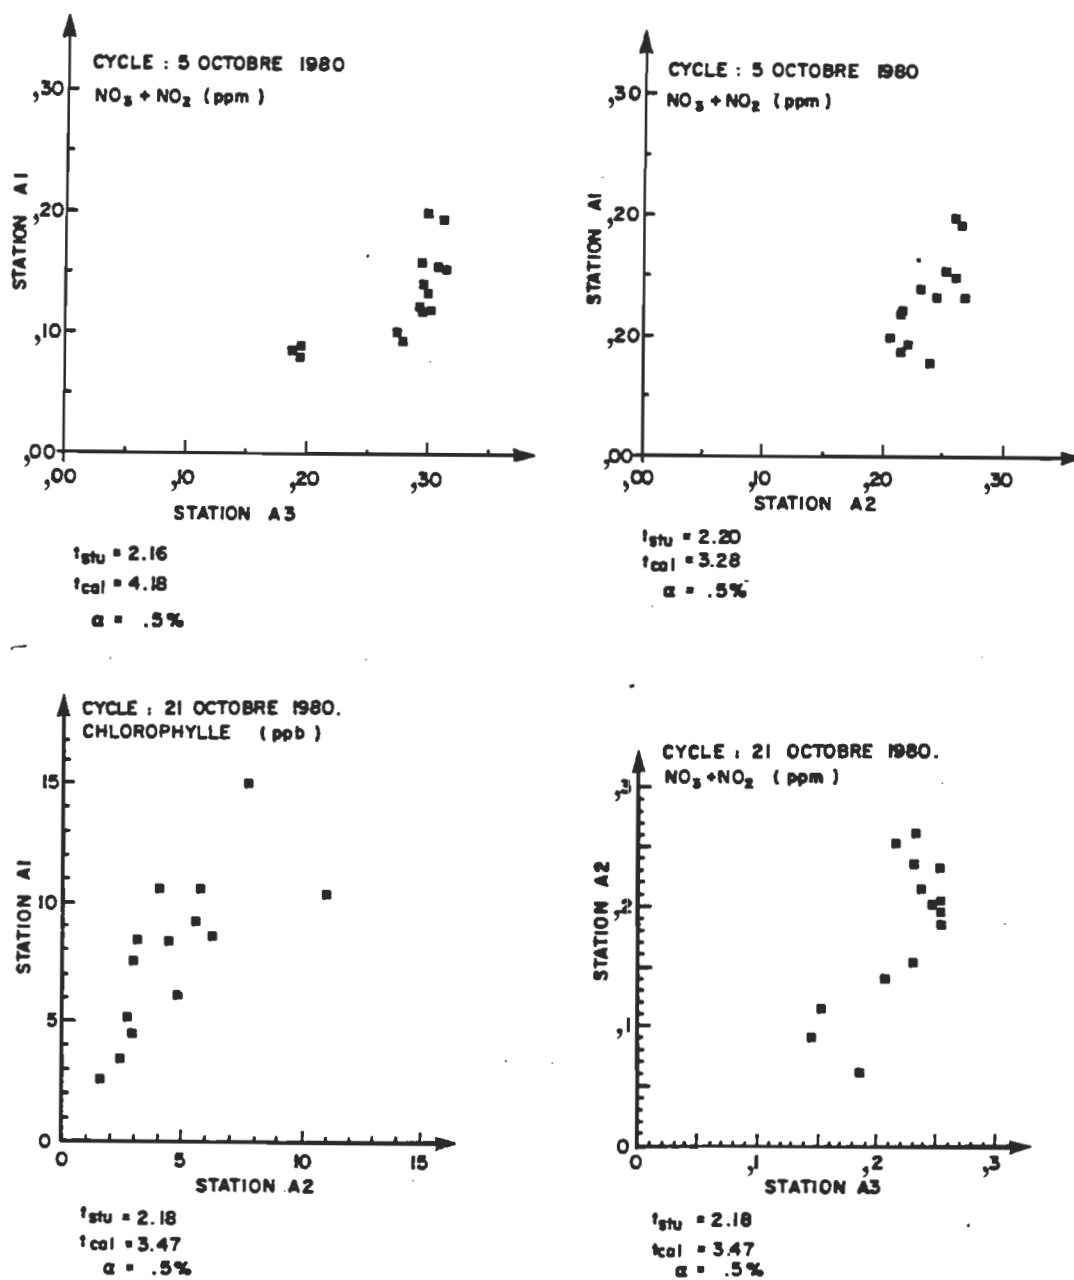 CYCLE : 5 OCTOBRE 1980
NO₃ + NO₂ (ppm)
,30
,20
,10
,00
STATION A1
,00 ,10 ,20 ,30
STATION A3
tstu = 2.16
tcal = 4.18
α = .5%
CYCLE : 5 OCTOBRE 1980
NO₃ + NO₂ (ppm)
,30
,20
,20
,00
STATION A1
,00 ,10 ,20 ,30
STATION A2
tstu = 2.20
tcal = 3.28
α = .5%
CYCLE : 21 OCTOBRE 1980.
CHLOROPHYLLE (ppb)
15
10
5
0
STATION A1
0 5 10 15
STATION A2
tstu = 2.18
tcal = 3.47
α = .5%
CYCLE : 21 OCTOBRE 1980.
NO₃ + NO₂ (ppm)
,3
,2
,1
0
STATION A2
0 ,1 ,2 ,3
STATION A3
tstu = 2.18
tcal = 3.47
α = .5%